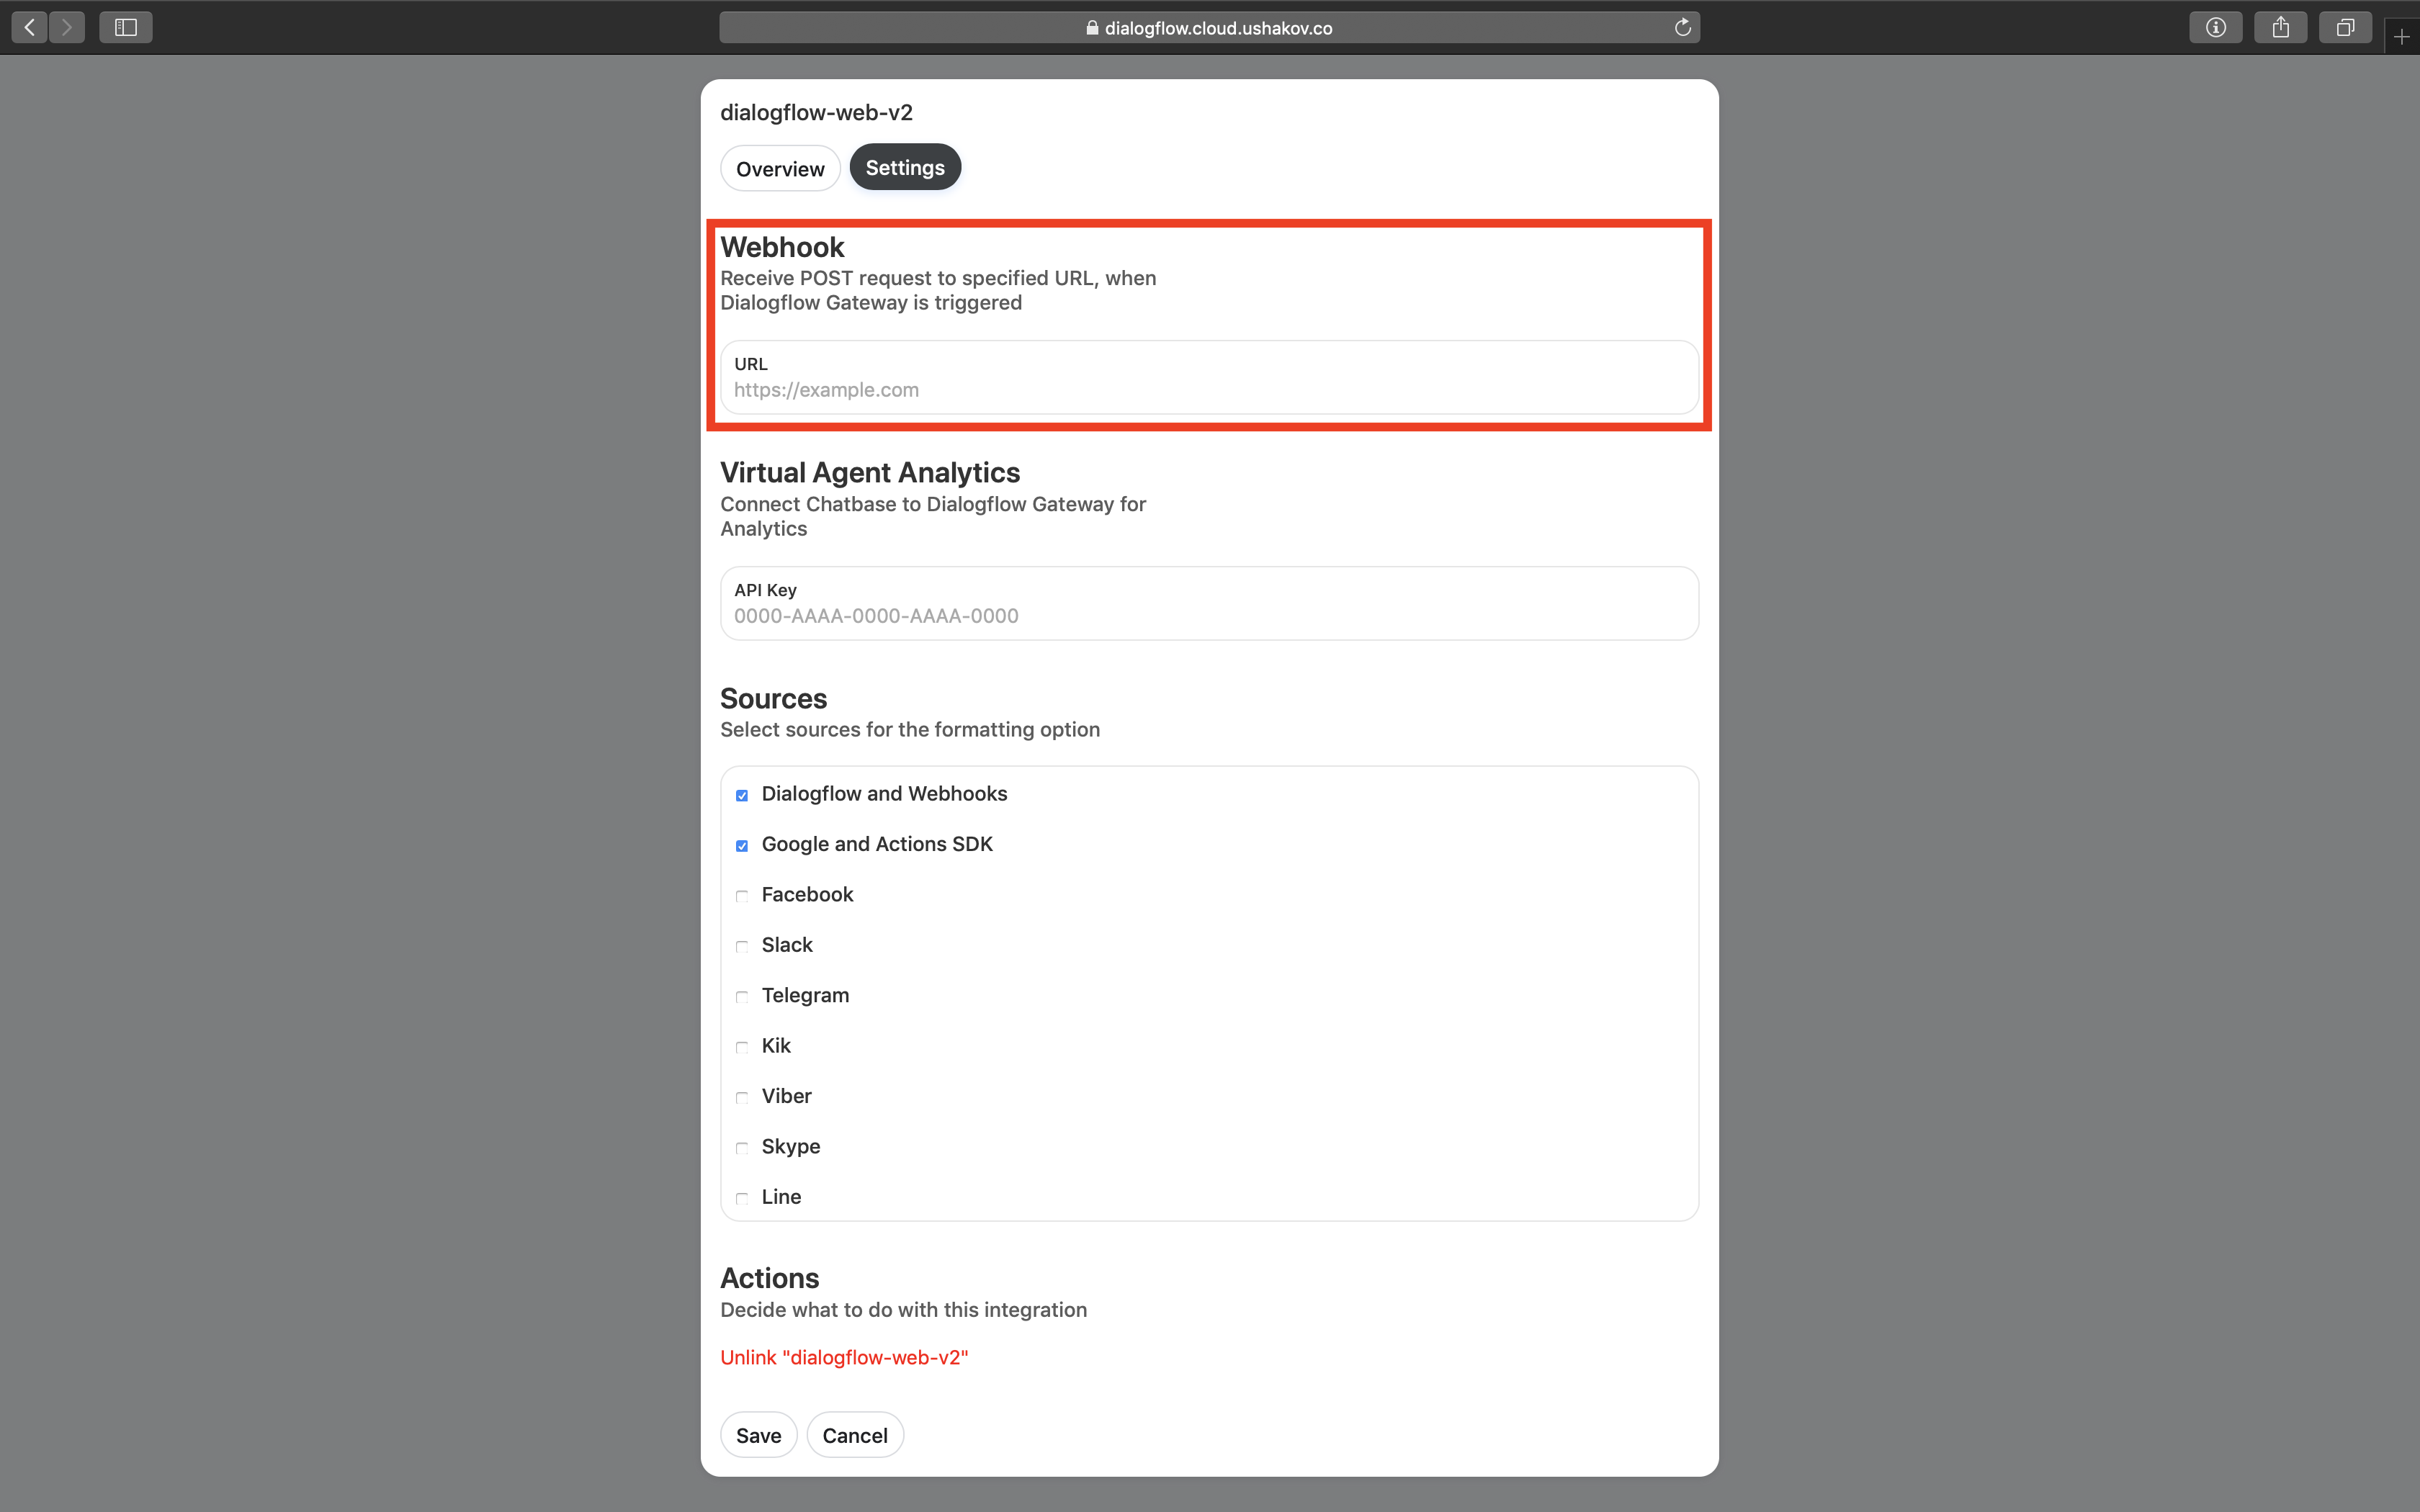 dialogflow.cloud.ushakov.co
dialogflow-web-v2
Overview
Settings
Webhook
Receive POST request to specified URL, when
Dialogflow Gateway is triggered
URL
https://example.com
Virtual Agent Analytics
Connect Chatbase to Dialogflow Gateway for
Analytics
API Key
0000-AAAA-0000-AAAA-0000
Sources
Select sources for the formatting option
Dialogflow and Webhooks
Google and Actions SDK
Facebook
Slack
Telegram
Kik
Viber
Skype
Line
Actions
Decide what to do with this integration
Unlink "dialogflow-web-v2"
Save
Cancel